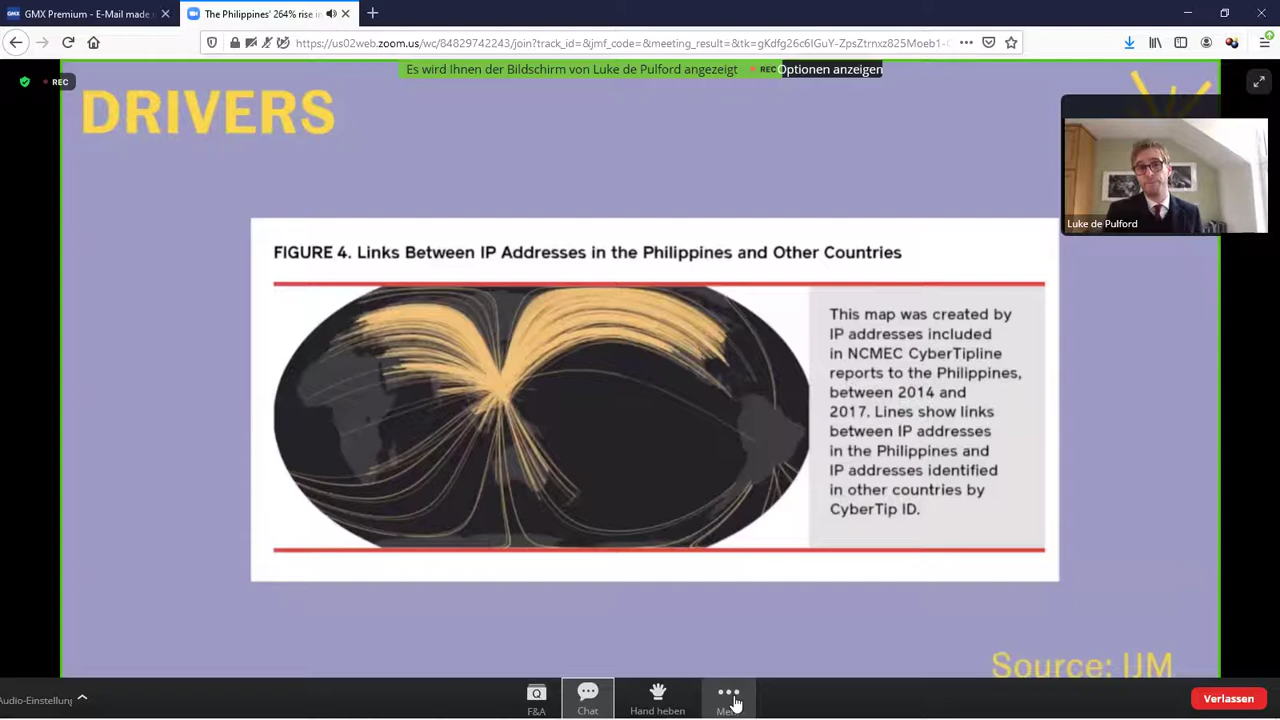 GMX Premium - E-Mail made
The Philippines' 264% rise in
https://us02web.zoom.us/wc/84829742243/join?track_id=&jmf_code=&meeting_result=&tk=gKdfg26c6IGuY-ZpsZtrnxz825Moeb1-
REC
Es wird Ihnen der Bildschirm von Luke de Pulford angezeigt
REC
Optionen anzeigen
DRIVERS
Luke de Pulford
FIGURE 4. Links Between IP Addresses in the Philippines and Other Countries
This map was created by
IP addresses included
in NCMEC CyberTipline
reports to the Philippines,
between 2014 and
2017. Lines show links
between IP addresses
in the Philippines and
IP addresses identified
in other countries by
CyberTip ID.
Source: IJM
Audio-Einstellung
F&A
Chat
Hand heben
Verlassen